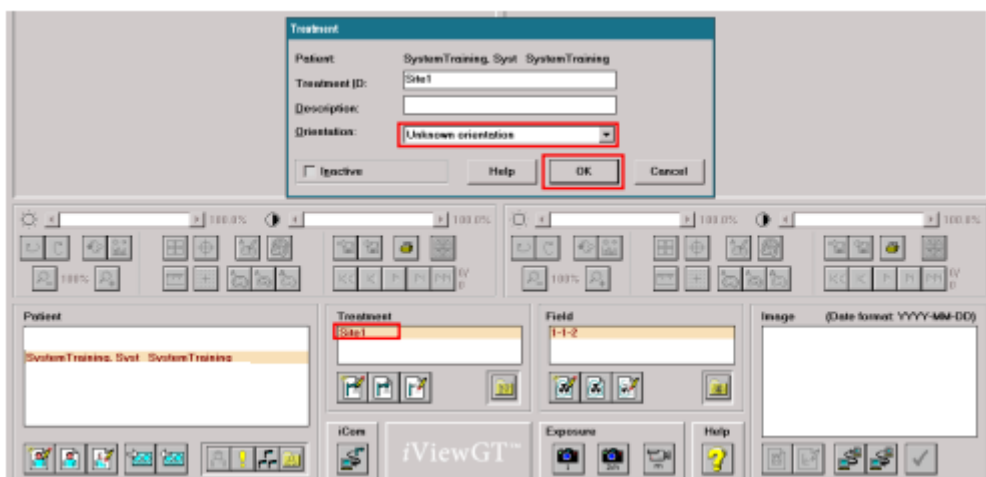 Treatment
Patient: SystemTraining, Syst SystemTraining
Treatment ID: Site1
Description:
Orientation: Unknown orientation
Inactive Help OK Cancel
100.0% 100.0% 100.0% 100.0%
100% 100%
Patient Treatment Field Image (Date format: YYYY-MM-DD)
Site1 1-1-2
SystemTraining, Syst SystemTraining
iCom Exposure Help
iViewGT™